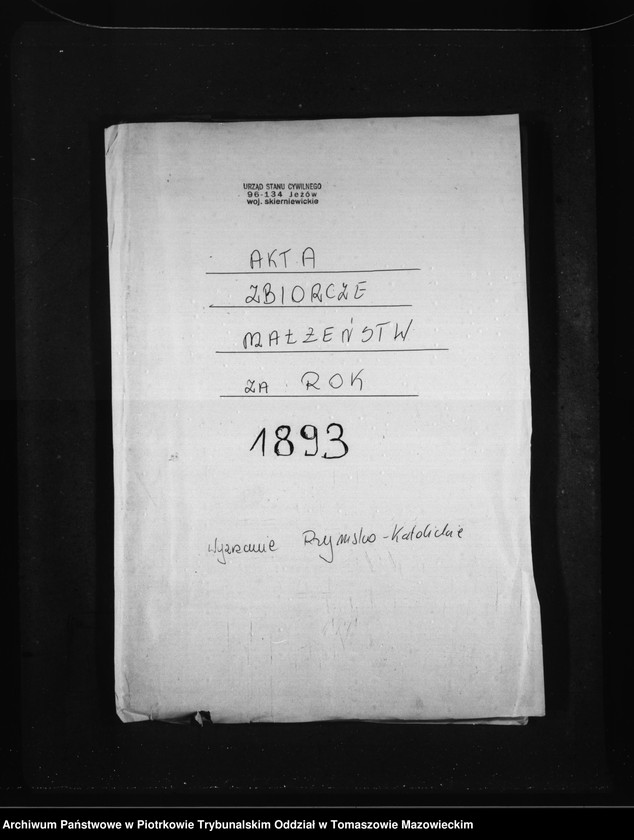 URZĄD STANU CYWILNEGO
96-134 Jeżów
woj. skierniewickie
AKTA
ZBIORCZE
MAŁŻEŃSTW
ZA ROK
1893
Wyznanie Rzymsko-Katolickie
Archiwum Państwowe w Piotrkowie Trybunalskim Oddział w Tomaszowie Mazowieckim